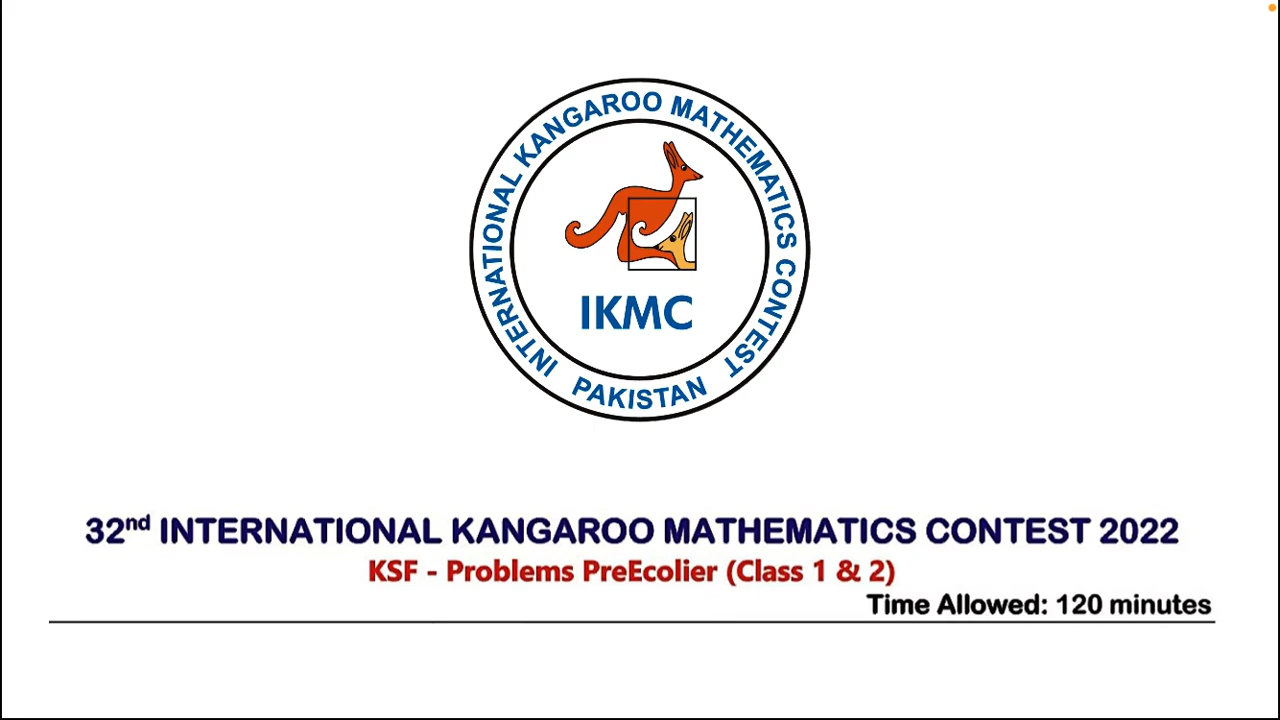 INTERNATIONAL KANGAROO MATHEMATICS CONTEST
IKMC
PAKISTAN
32nd INTERNATIONAL KANGAROO MATHEMATICS CONTEST 2022
KSF - Problems PreEcolier (Class 1 & 2)
Time Allowed: 120 minutes